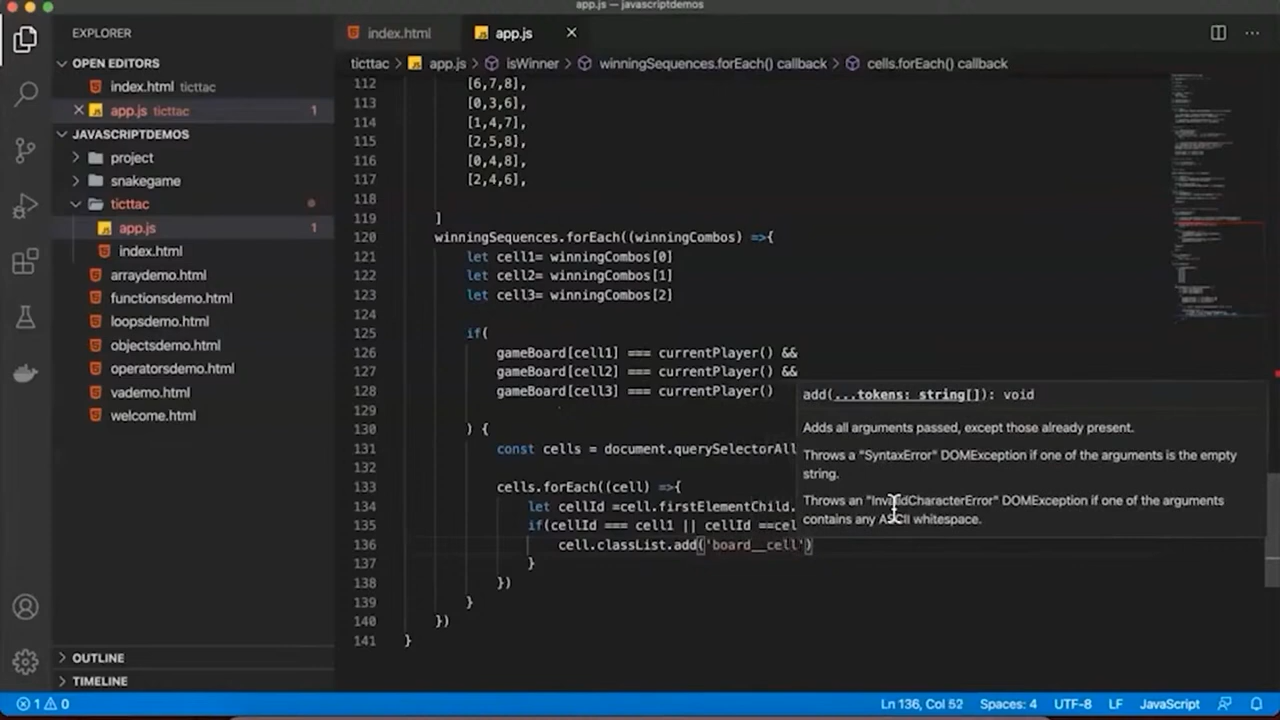 app.js — javascriptdemos
EXPLORER
OPEN EDITORS
index.html ticttac
app.js ticttac 1
JAVASCRIPTDEMOS
project
snakegame
ticttac
app.js 1
index.html
arraydemo.html
functionsdemo.html
loopsdemo.html
objectsdemo.html
operatorsdemo.html
vademo.html
welcome.html
OUTLINE
TIMELINE
index.html app.js
ticttac > app.js > isWinner > winningSequences.forEach() callback > cells.forEach() callback
112 [6,7,8],
113 [0,3,6],
114 [1,4,7],
115 [2,5,8],
116 [0,4,8],
117 [2,4,6],
118
119 ]
120 winningSequences.forEach((winningCombos) =>{
121 let cell1= winningCombos[0]
122 let cell2= winningCombos[1]
123 let cell3= winningCombos[2]
124
125 if(
126 gameBoard[cell1] === currentPlayer() &&
127 gameBoard[cell2] === currentPlayer() &&
128 gameBoard[cell3] === currentPlayer()
129
130 ) {
131 const cells = document.querySelectorAll
132
133 cells.forEach((cell) =>{
134 let cellId =cell.firstElementChild.
135 if(cellId === cell1 || cellId ==cel
136 cell.classList.add('board__cell')
137 }
138 })
139 }
140 })
141 }
add(...tokens: string[]): void
Adds all arguments passed, except those already present.
Throws a "SyntaxError" DOMException if one of the arguments is the empty
string.
Throws an "InvalidCharacterError" DOMException if one of the arguments
contains any ASCII whitespace.
1 0 Ln 136, Col 52 Spaces: 4 UTF-8 LF JavaScript